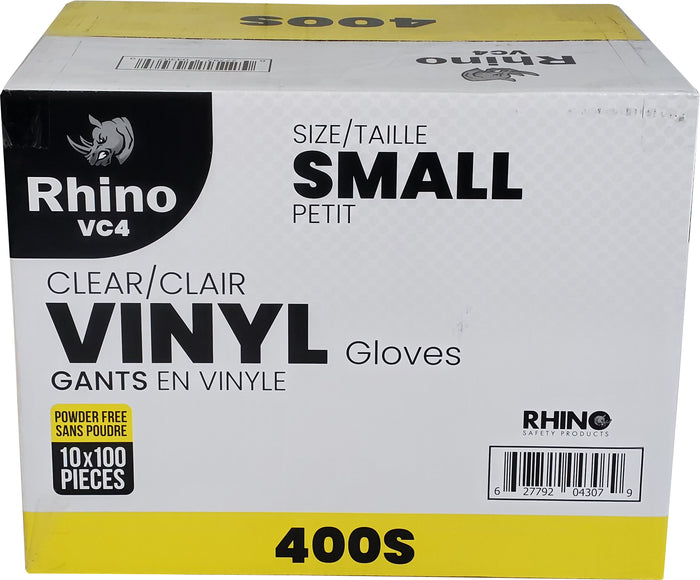 400S
Rhino
VC4
Rhino
VC4
SIZE/TAILLE
SMALL
PETIT
CLEAR/CLAIR
VINYL Gloves
GANTS EN VINYLE
POWDER FREE
SANS POUDRE
10x100
PIECES
RHINO
SAFETY PRODUCTS
6 27792 04307 9
400S